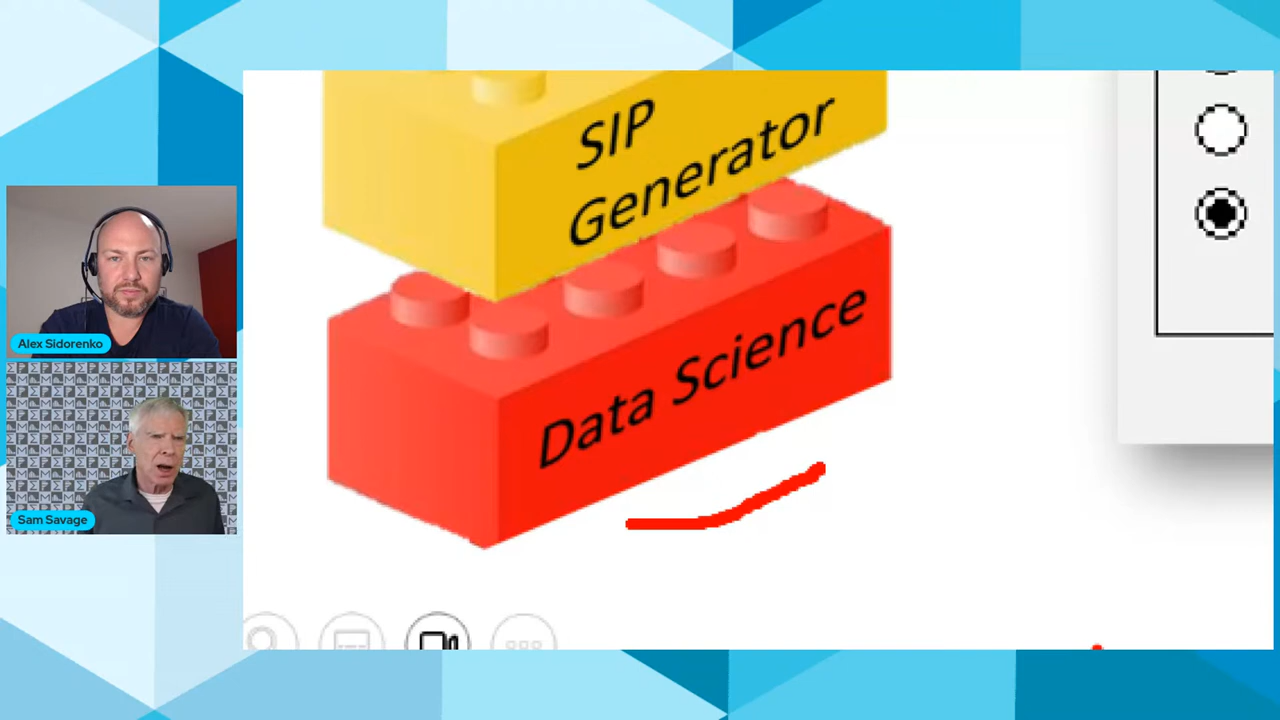 SIP
Generator
Data Science
Alex Sidorenko
Sam Savage